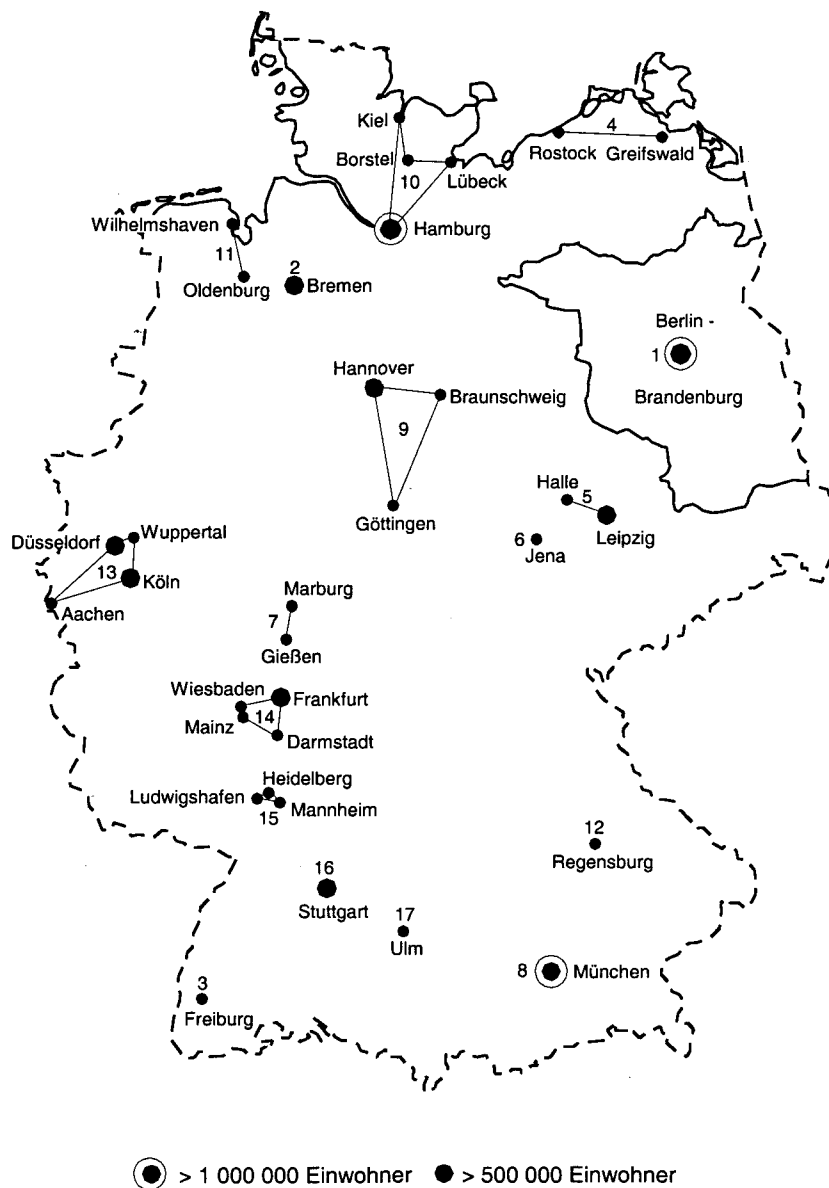 Kiel
4
Rostock Greifswald
Borstel
10
Lübeck
Wilhelmshaven
Hamburg
11
2
Oldenburg
Bremen
Berlin -
1
Hannover
Brandenburg
Braunschweig
9
Halle
5
Göttingen
Leipzig
6
Jena
Wuppertal
Düsseldorf
13
Köln
Aachen
Marburg
7
Gießen
Wiesbaden
Frankfurt
14
Mainz
Darmstadt
Heidelberg
Ludwigshafen
Mannheim
15
12
Regensburg
16
Stuttgart
17
Ulm
8
München
3
Freiburg
> 1 000 000 Einwohner > 500 000 Einwohner